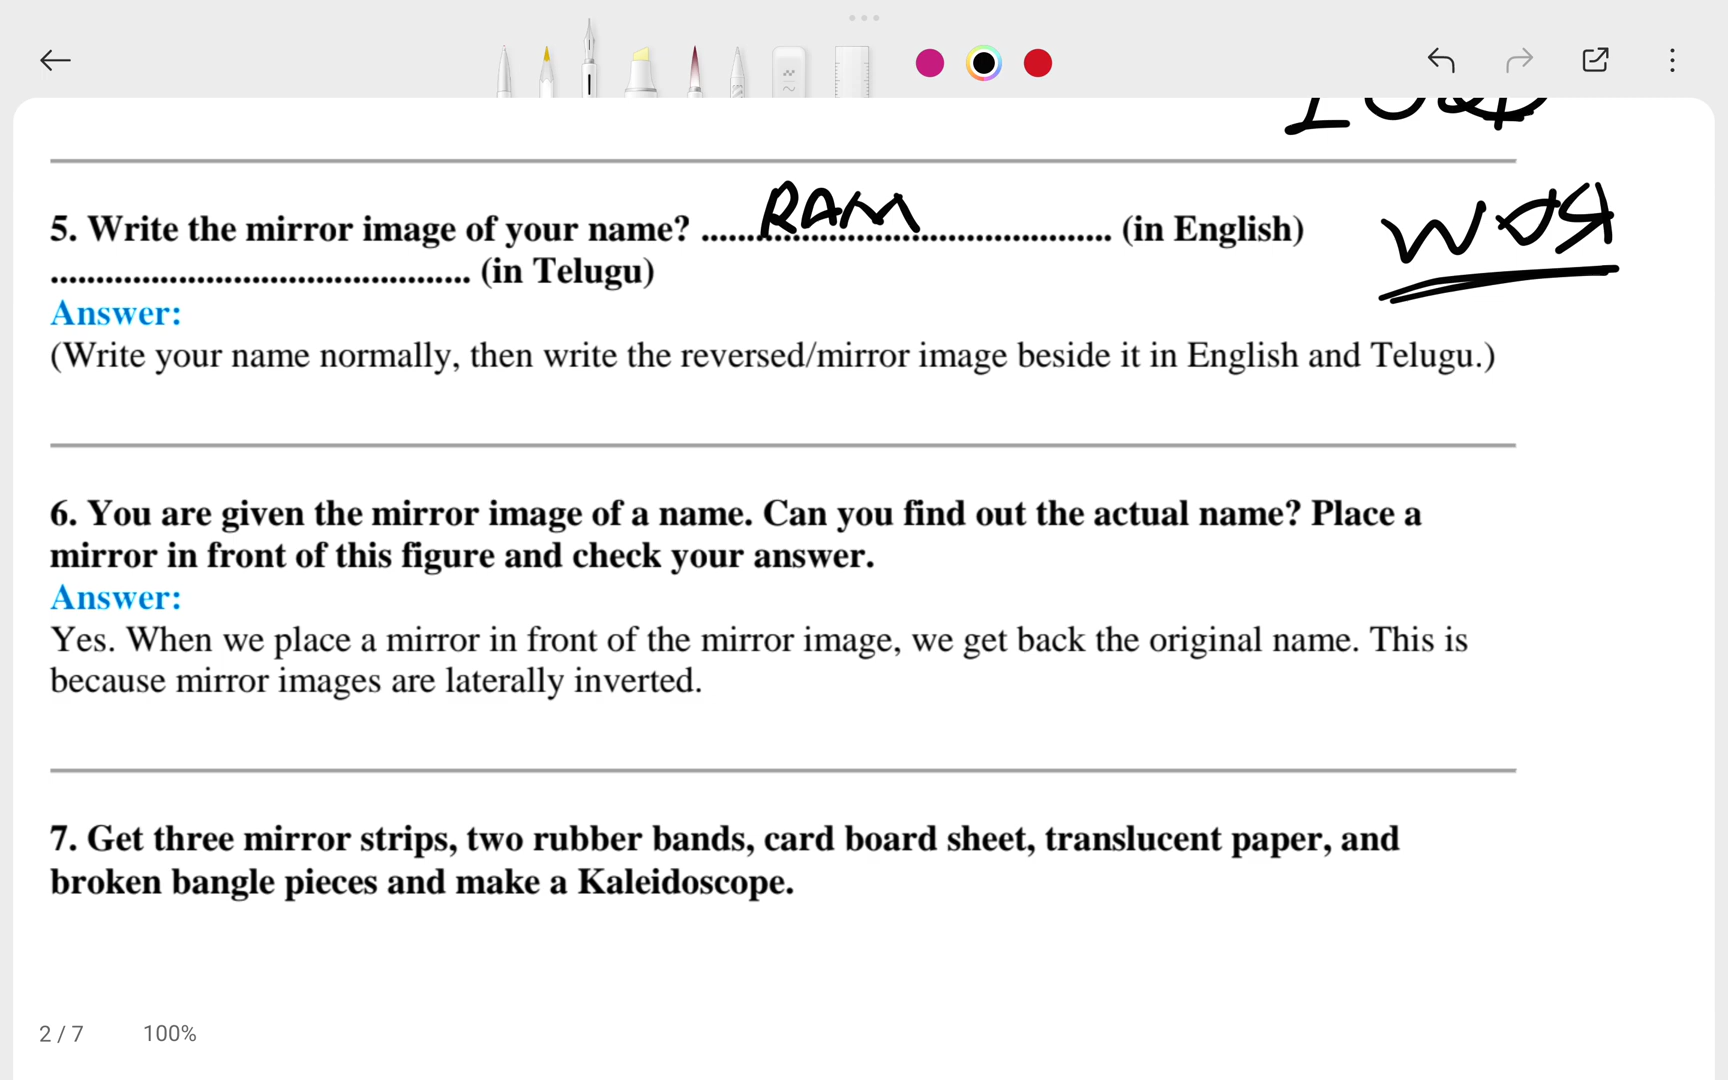 5. Write the mirror image of your name? ....RAM.................... (in English)
.............................................. (in Telugu)
Answer:
(Write your name normally, then write the reversed/mirror image beside it in English and Telugu.)
6. You are given the mirror image of a name. Can you find out the actual name? Place a
mirror in front of this figure and check your answer.
Answer:
Yes. When we place a mirror in front of the mirror image, we get back the original name. This is
because mirror images are laterally inverted.
7. Get three mirror strips, two rubber bands, card board sheet, translucent paper, and
broken bangle pieces and make a Kaleidoscope.
2 / 7 100%